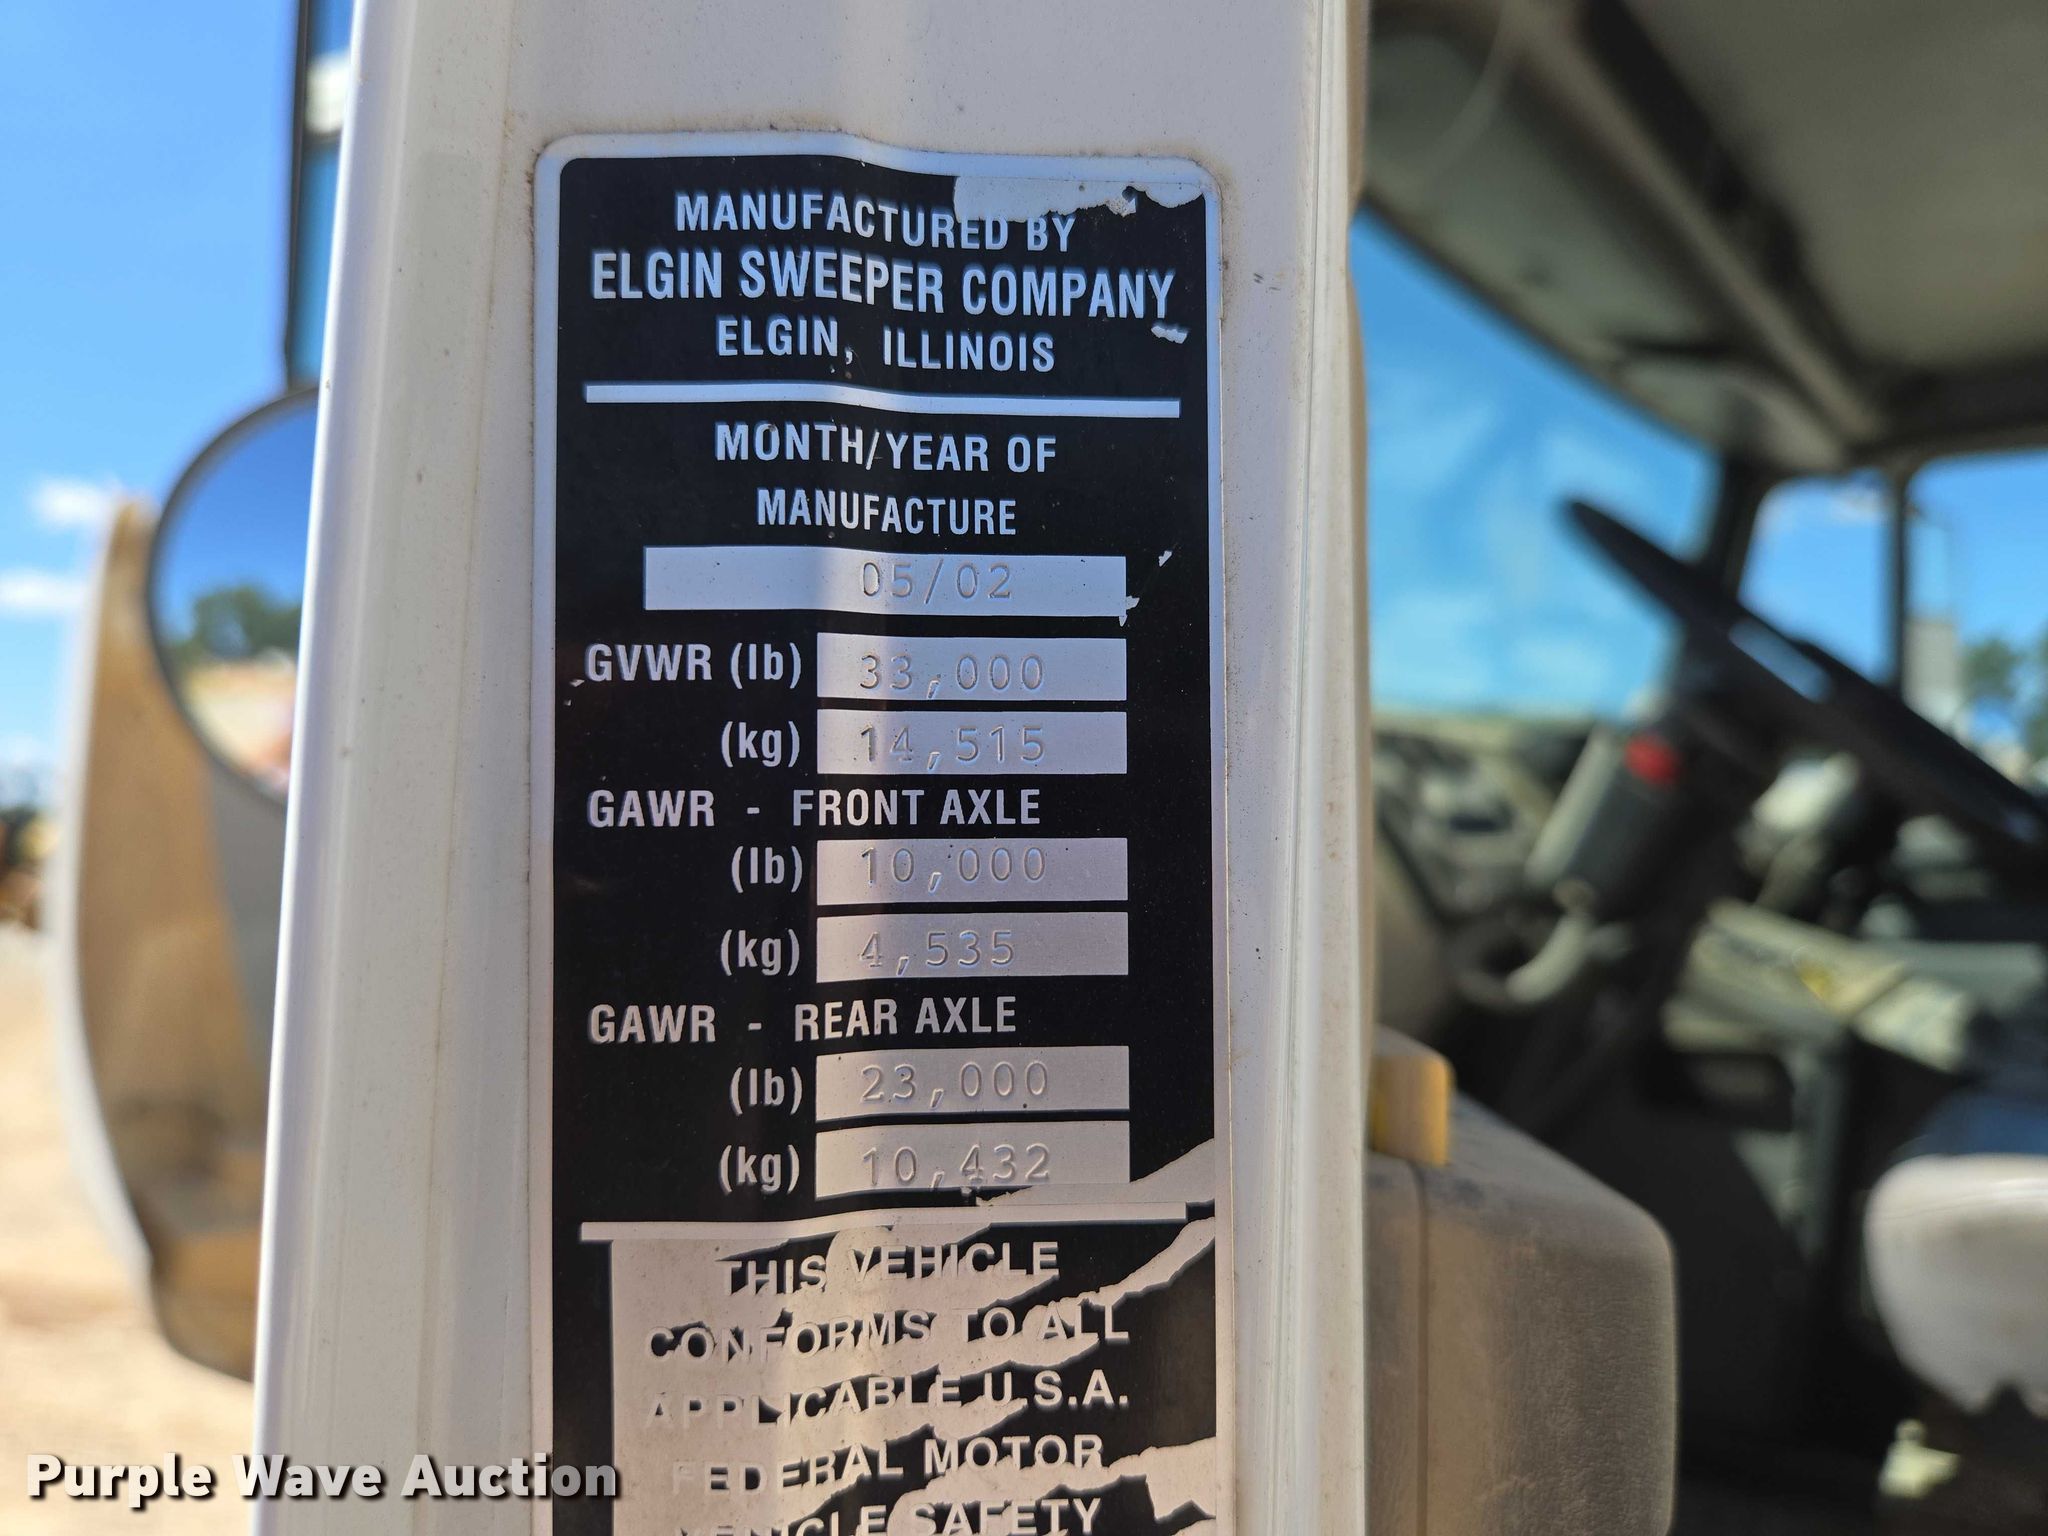 MANUFACTURED BY
ELGIN SWEEPER COMPANY
ELGIN, ILLINOIS
MONTH/YEAR OF
MANUFACTURE
05/02
GVWR (lb) 33,000
(kg) 14,515
GAWR - FRONT AXLE
(lb) 10,000
(kg) 4,535
GAWR - REAR AXLE
(lb) 23,000
(kg) 10,432
THIS VEHICLE
CONFORMS TO ALL
APPLICABLE U.S.A.
FEDERAL MOTOR
VEHICLE SAFETY
Purple Wave Auction